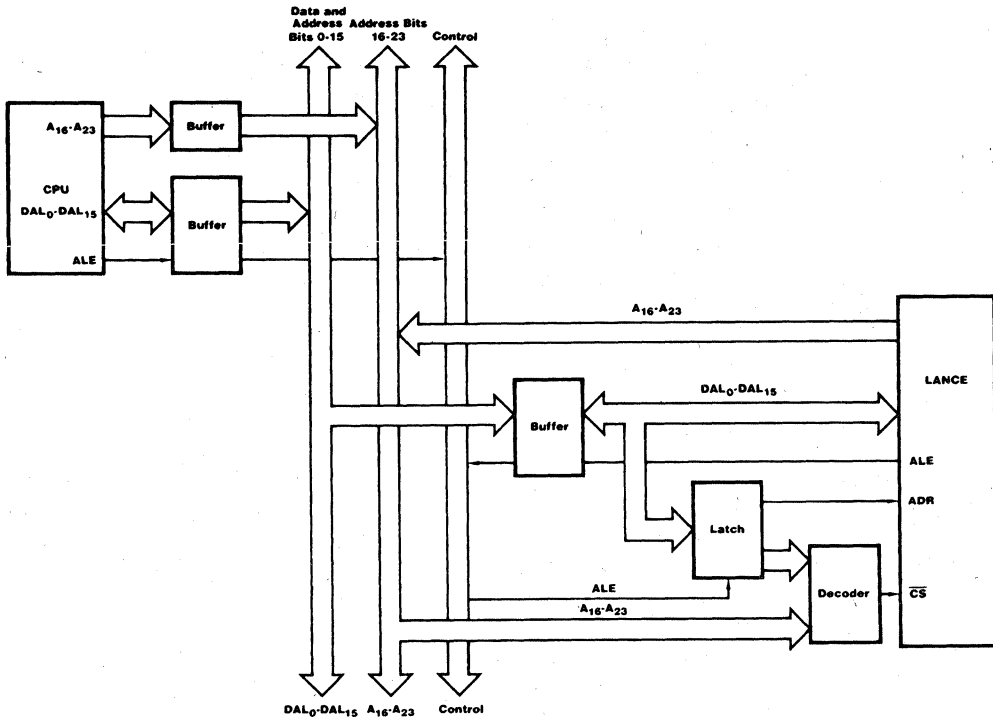 Data and
Address
Bits 0-15
Address Bits
16-23
Control
A16-A23
Buffer
CPU
DAL0-DAL15
Buffer
ALE
A16-A23
LANCE
DAL0-DAL15
Buffer
ALE
ADR
Latch
ALE
Decoder
CS
A16-A23
DAL0-DAL15
A16-A23
Control